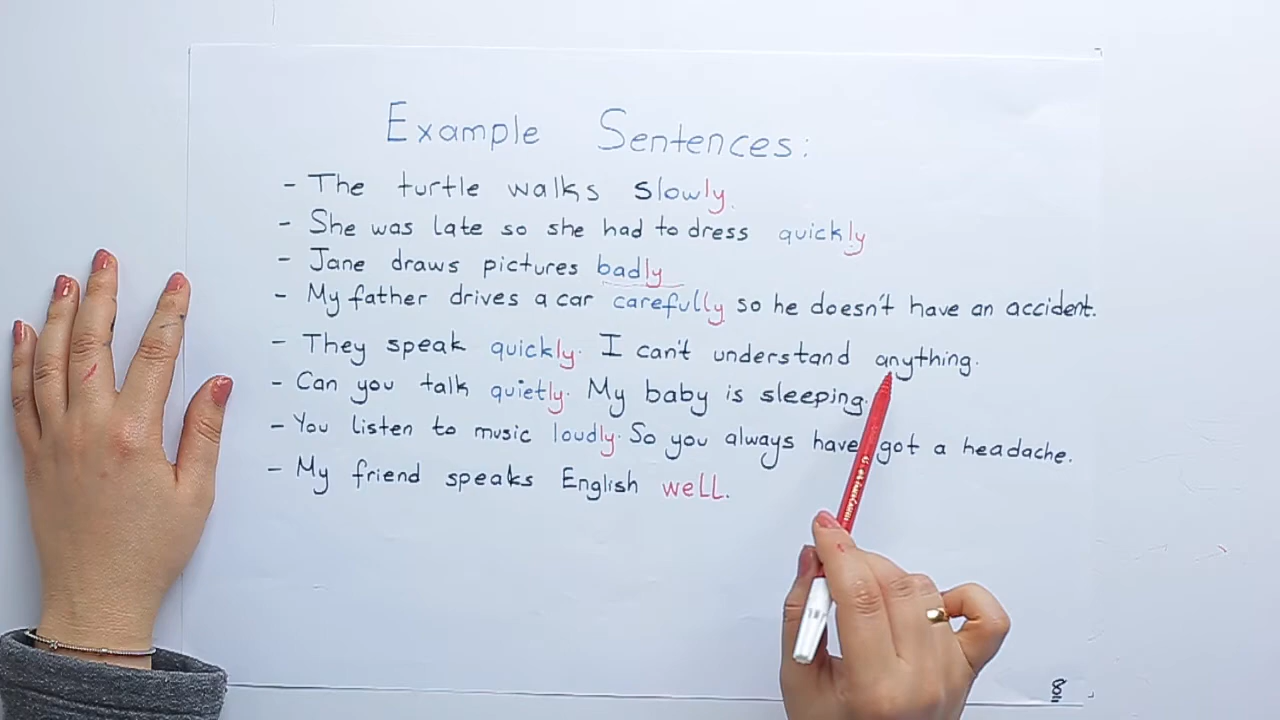 Example Sentences:
- The turtle walks slowly.
- She was late so she had to dress quickly
- Jane draws pictures badly
- My father drives a car carefully so he doesn't have an accident.
- They speak quickly. I can't understand anything.
- Can you talk quietly. My baby is sleeping.
- You listen to music loudly. So you always have got a headache.
- My friend speaks English well.
8